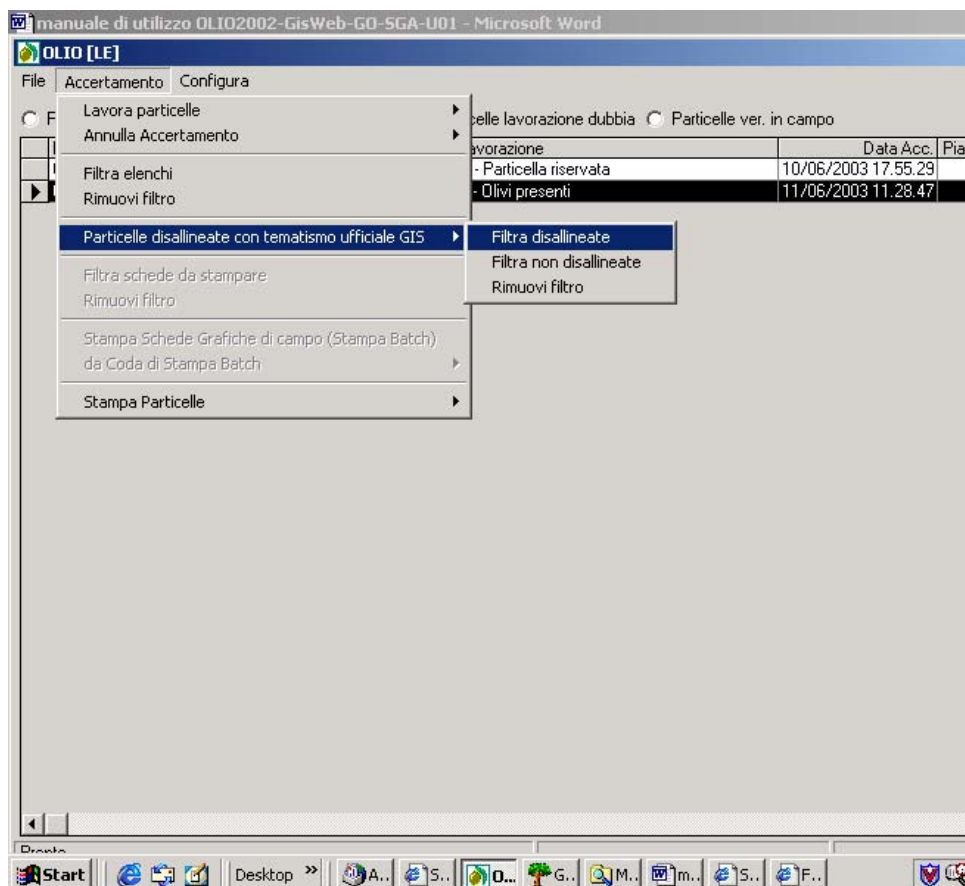 manuale di utilizzo OLIO2002-GisWeb-GO-SGA-U01 - Microsoft Word
OLIO [LE]
File Accertamento Configura
Lavora particelle
Annulla Accertamento
Filtra elenchi
Rimuovi filtro
Particelle disallineate con tematismo ufficiale GIS
Filtra schede da stampare
Rimuovi filtro
Stampa Schede Grafiche di campo (Stampa Batch)
da Coda di Stampa Batch
Stampa Particelle
Filtra disallineate
Filtra non disallineate
Rimuovi filtro
celle lavorazione dubbia Particelle ver. in campo
avorazione Data Acc. Pia
- Particella riservata 10/06/2003 17.55.29
- Olivi presenti 11/06/2003 11.28.47
Pronto
Start Desktop » A.. S.. O... G.. M.. m.. S.. F..